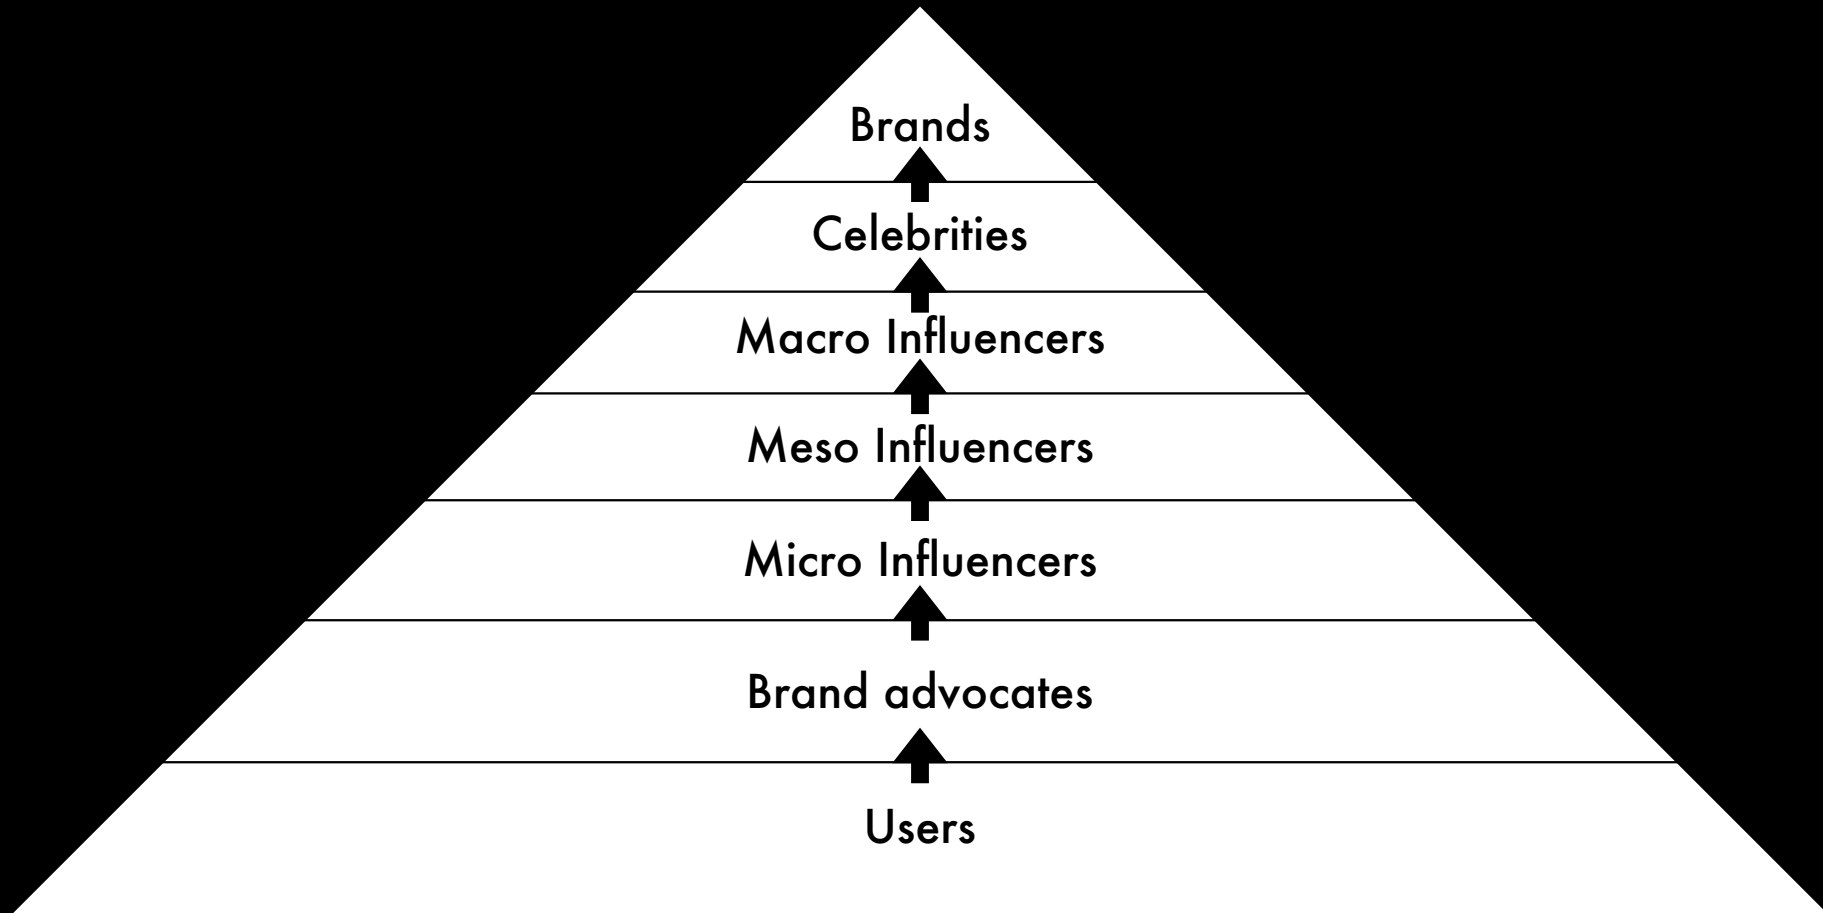 Brands
Celebrities
Macro Influencers
Meso Influencers
Micro Influencers
Brand advocates
Users